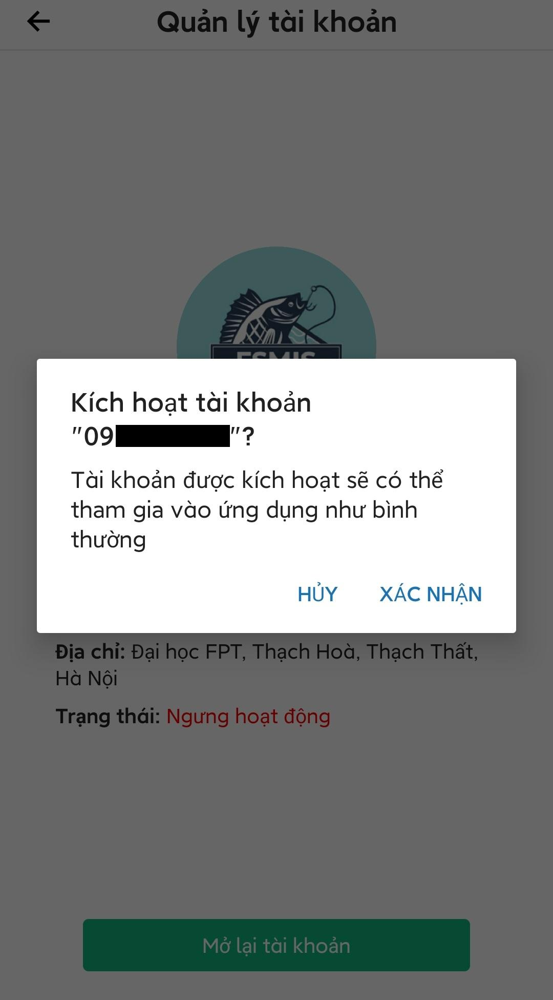 Quản lý tài khoản
FSMIS
Kích hoạt tài khoản
"09 "?
Tài khoản được kích hoạt sẽ có thể
tham gia vào ứng dụng như bình
thường
HỦY XÁC NHẬN
Địa chỉ: Đại học FPT, Thạch Hoà, Thạch Thất,
Hà Nội
Trạng thái: Ngưng hoạt động
Mở lại tài khoản